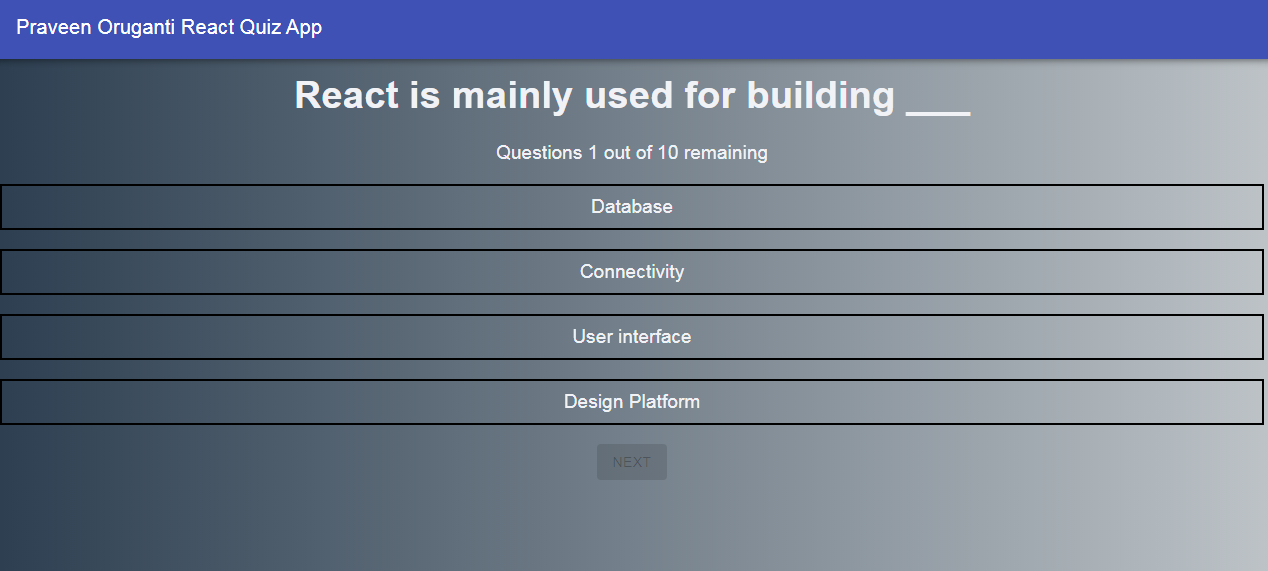 Praveen Oruganti React Quiz App
React is mainly used for building ___
Questions 1 out of 10 remaining
Database
Connectivity
User interface
Design Platform
NEXT